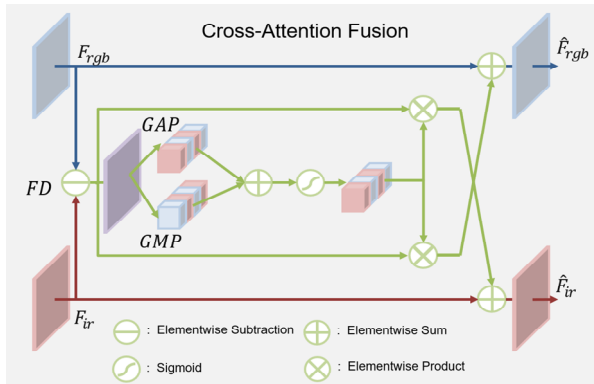 Cross-Attention Fusion
F_rgb
F̂_rgb
GAP
FD
GMP
F_ir
F̂_ir
: Elementwise Subtraction
: Elementwise Sum
: Sigmoid
: Elementwise Product